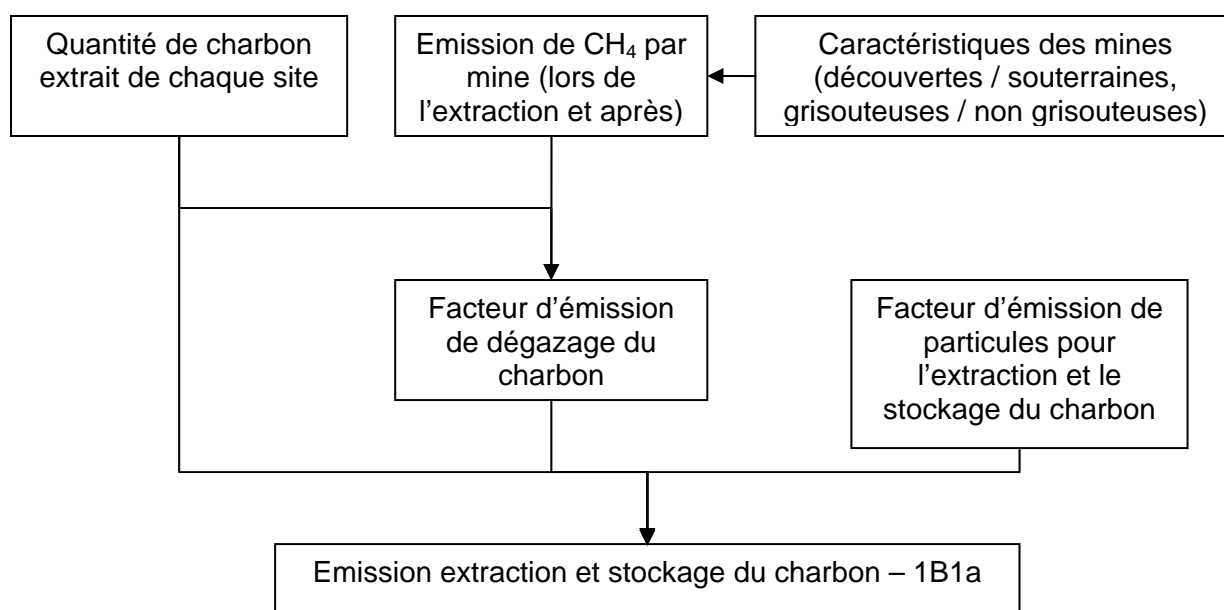 Quantité de charbon
extrait de chaque site
Emission de CH₄ par
mine (lors de
l'extraction et après)
Caractéristiques des mines
(découvertes / souterraines,
grisouteuses / non grisouteuses)
Facteur d'émission
de dégazage du
charbon
Facteur d'émission de
particules pour
l'extraction et le
stockage du charbon
Emission extraction et stockage du charbon – 1B1a